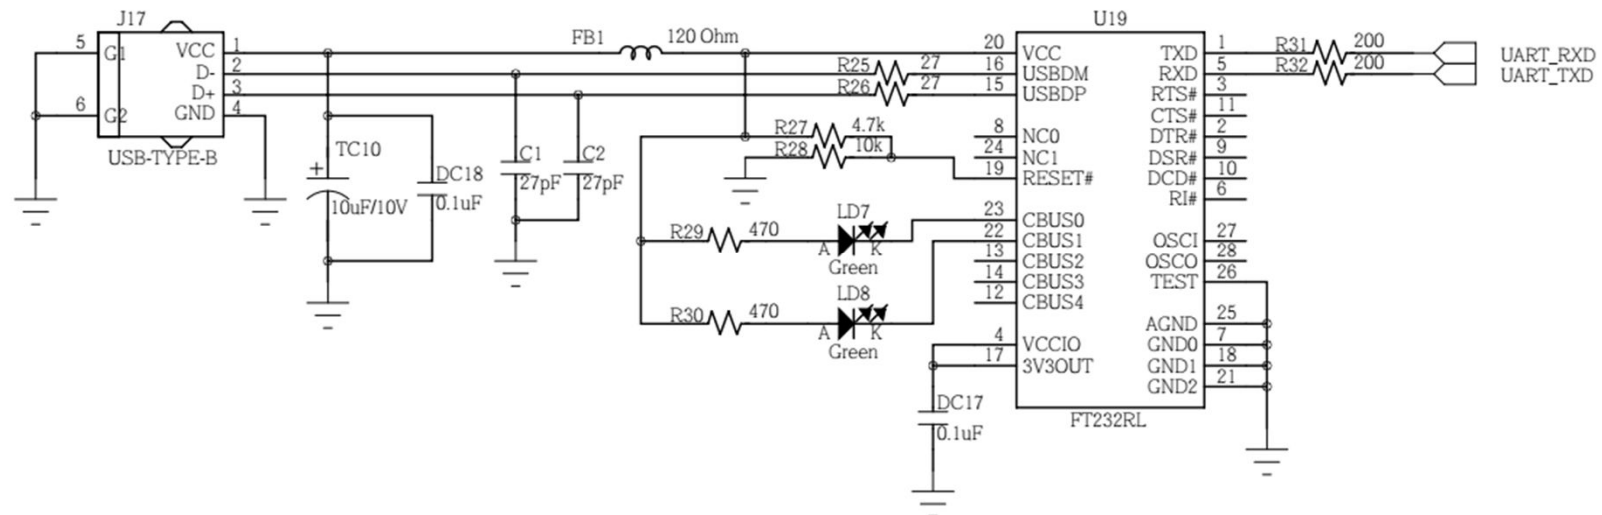 J17
5 G1 VCC 1
D- 2
D+ 3
6 G2 GND 4
USB-TYPE-B
TC10
+
10uF/10V
DC18
0.1uF
C1
27pF
C2
27pF
FB1 120 Ohm
R25 27
R26 27
R27 4.7k
R28 10k
R29 470
LD7
A K
Green
R30 470
LD8
A K
Green
DC17
0.1uF
U19
20 VCC TXD 1
16 USBDM RXD 5
15 USBDP RTS# 3
CTS# 11
8 NC0 DTR# 2
24 NC1 DSR# 9
19 RESET# DCD# 10
RI# 6
23 CBUS0
22 CBUS1 OSCI 27
13 CBUS2 OSCO 28
14 CBUS3 TEST 26
12 CBUS4
AGND 25
4 VCCIO GND0 7
17 3V3OUT GND1 18
GND2 21
FT232RL
R31 200 UART_RXD
R32 200 UART_TXD